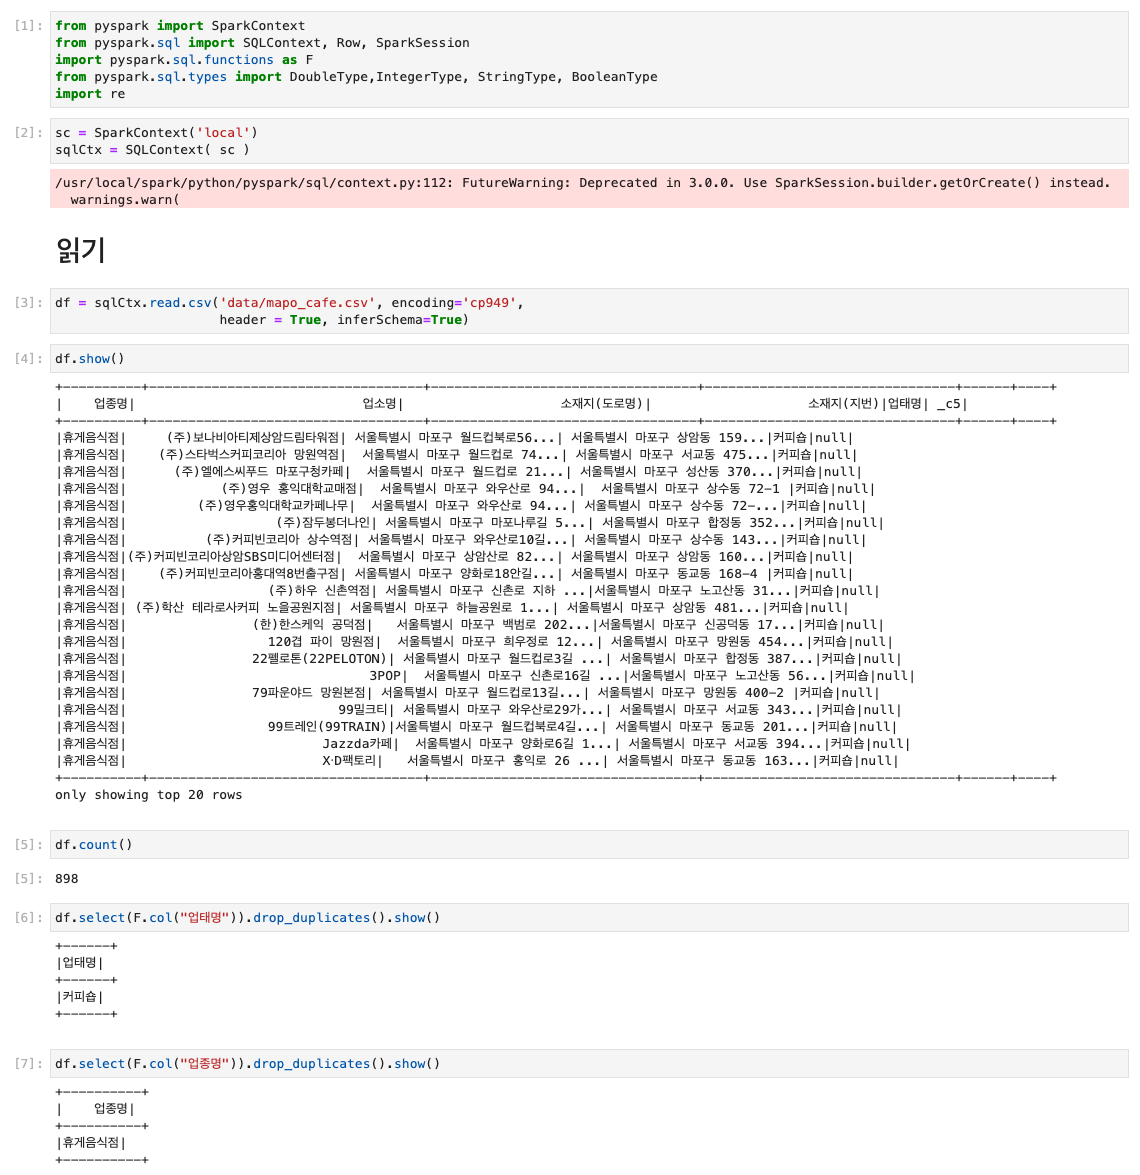 [1]: from pyspark import SparkContext
from pyspark.sql import SQLContext, Row, SparkSession
import pyspark.sql.functions as F
from pyspark.sql.types import DoubleType,IntegerType, StringType, BooleanType
import re
[2]: sc = SparkContext('local')
sqlCtx = SQLContext( sc )
/usr/local/spark/python/pyspark/sql/context.py:112: FutureWarning: Deprecated in 3.0.0. Use SparkSession.builder.getOrCreate() instead.
warnings.warn(
읽기
[3]: df = sqlCtx.read.csv('data/mapo_cafe.csv', encoding='cp949',
header = True, inferSchema=True)
[4]: df.show()
+----------+-----------------------------------+-----------------------------------+--------------------------------+------+----+
|    업종명|                             업소명|                    소재지(도로명)|                    소재지(지번)|업태명| _c5|
+----------+-----------------------------------+-----------------------------------+--------------------------------+------+----+
|휴게음식점|     (주)보나비아티제상암드림타워점| 서울특별시 마포구 월드컵북로56...| 서울특별시 마포구 상암동 159...|커피숍|null|
|휴게음식점|    (주)스타벅스커피코리아 망원역점|  서울특별시 마포구 월드컵로 74...| 서울특별시 마포구 서교동 475...|커피숍|null|
|휴게음식점|      (주)엘에스씨푸드 마포구청카페|  서울특별시 마포구 월드컵로 21...| 서울특별시 마포구 성산동 370...|커피숍|null|
|휴게음식점|            (주)영우 홍익대학교매점|  서울특별시 마포구 와우산로 94...|  서울특별시 마포구 상수동 72-1 |커피숍|null|
|휴게음식점|         (주)영우홍익대학교카페나무|  서울특별시 마포구 와우산로 94...| 서울특별시 마포구 상수동 72-...|커피숍|null|
|휴게음식점|                   (주)잠두봉더나인| 서울특별시 마포구 마포나루길 5...| 서울특별시 마포구 합정동 352...|커피숍|null|
|휴게음식점|          (주)커피빈코리아 상수역점| 서울특별시 마포구 와우산로10길...| 서울특별시 마포구 상수동 143...|커피숍|null|
|휴게음식점|(주)커피빈코리아상암SBS미디어센터점|  서울특별시 마포구 상암산로 82...| 서울특별시 마포구 상암동 160...|커피숍|null|
|휴게음식점|    (주)커피빈코리아홍대역8번출구점| 서울특별시 마포구 양화로18안길...| 서울특별시 마포구 동교동 168-4 |커피숍|null|
|휴게음식점|                  (주)하우 신촌역점| 서울특별시 마포구 신촌로 지하 ...|서울특별시 마포구 노고산동 31...|커피숍|null|
|휴게음식점| (주)학산 테라로사커피 노을공원지점| 서울특별시 마포구 하늘공원로 1...| 서울특별시 마포구 상암동 481...|커피숍|null|
|휴게음식점|                (한)한스케익 공덕점|   서울특별시 마포구 백범로 202...|서울특별시 마포구 신공덕동 17...|커피숍|null|
|휴게음식점|                  120겹 파이 망원점|  서울특별시 마포구 희우정로 12...| 서울특별시 마포구 망원동 454...|커피숍|null|
|휴게음식점|                22펠로톤(22PELOTON)| 서울특별시 마포구 월드컵로3길 ...| 서울특별시 마포구 합정동 387...|커피숍|null|
|휴게음식점|                               3POP|  서울특별시 마포구 신촌로16길 ...|서울특별시 마포구 노고산동 56...|커피숍|null|
|휴게음식점|                79파운야드 망원본점| 서울특별시 마포구 월드컵로13길...| 서울특별시 마포구 망원동 400-2 |커피숍|null|
|휴게음식점|                           99밀크티| 서울특별시 마포구 와우산로29가...| 서울특별시 마포구 서교동 343...|커피숍|null|
|휴게음식점|                  99트레인(99TRAIN)|서울특별시 마포구 월드컵북로4길...| 서울특별시 마포구 동교동 201...|커피숍|null|
|휴게음식점|                         Jazzda카페|  서울특별시 마포구 양화로6길 1...| 서울특별시 마포구 서교동 394...|커피숍|null|
|휴게음식점|                         X·D팩토리|   서울특별시 마포구 홍익로 26 ...| 서울특별시 마포구 동교동 163...|커피숍|null|
+----------+-----------------------------------+-----------------------------------+--------------------------------+------+----+
only showing top 20 rows
[5]: df.count()
[5]: 898
[6]: df.select(F.col("업태명")).drop_duplicates().show()
+------+
|업태명|
+------+
|커피숍|
+------+
[7]: df.select(F.col("업종명")).drop_duplicates().show()
+----------+
|    업종명|
+----------+
|휴게음식점|
+----------+